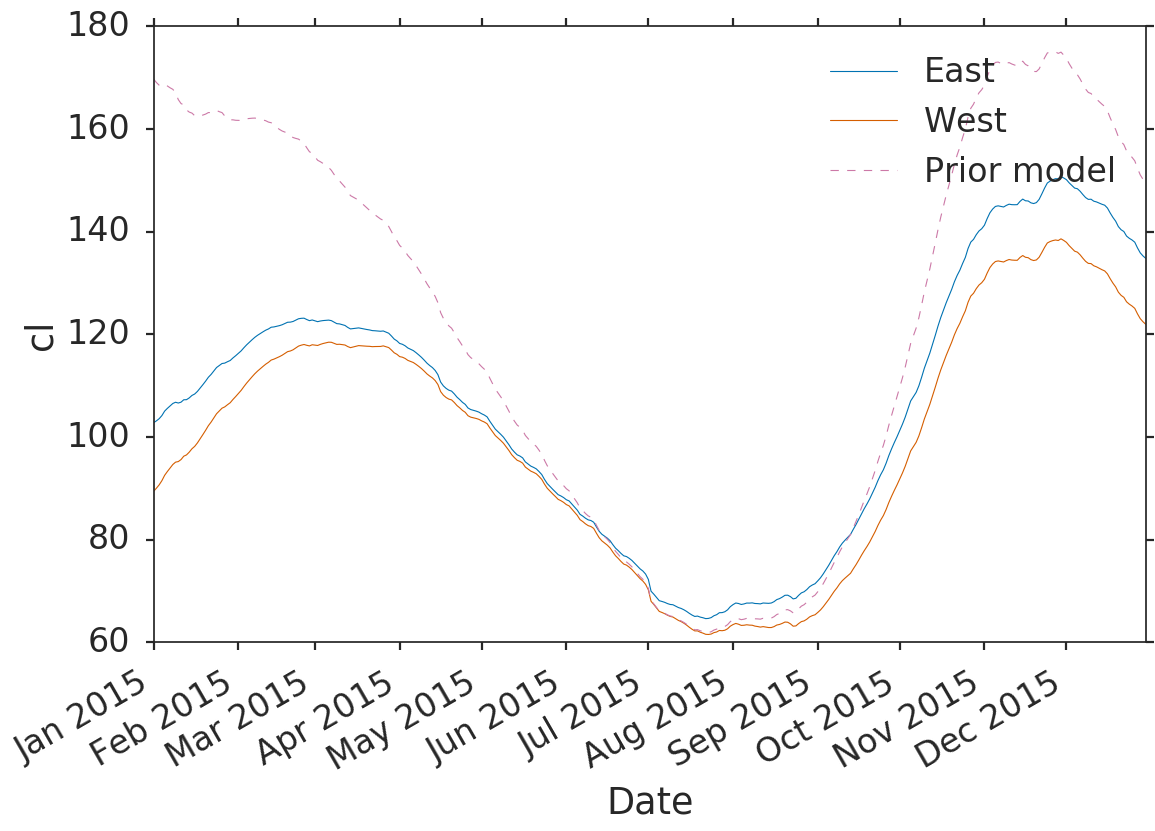 180
160
140
120
100
80
60
cl
East
West
Prior model
Jan 2015
Feb 2015
Mar 2015
Apr 2015
May 2015
Jun 2015
Jul 2015
Aug 2015
Sep 2015
Oct 2015
Nov 2015
Dec 2015
Date